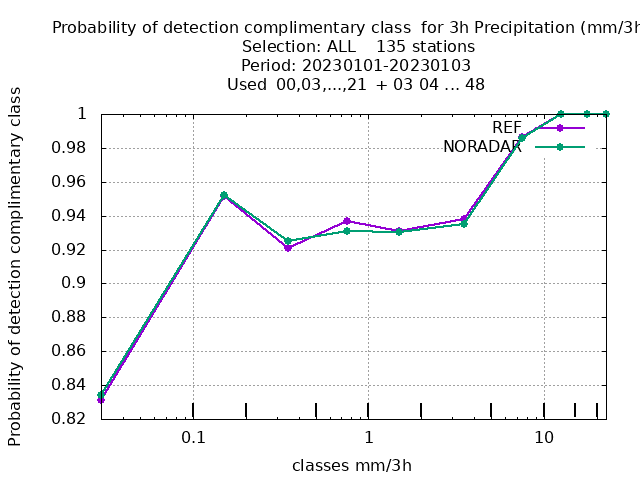 Probability of detection complimentary class for 3h Precipitation (mm/3h
Selection: ALL 135 stations
Period: 20230101-20230103
Used 00,03,...,21 + 03 04 ... 48
Probability of detection complimentary class
1
0.98
0.96
0.94
0.92
0.9
0.88
0.86
0.84
0.82
REF
NORADAR
0.1 1 10
classes mm/3h